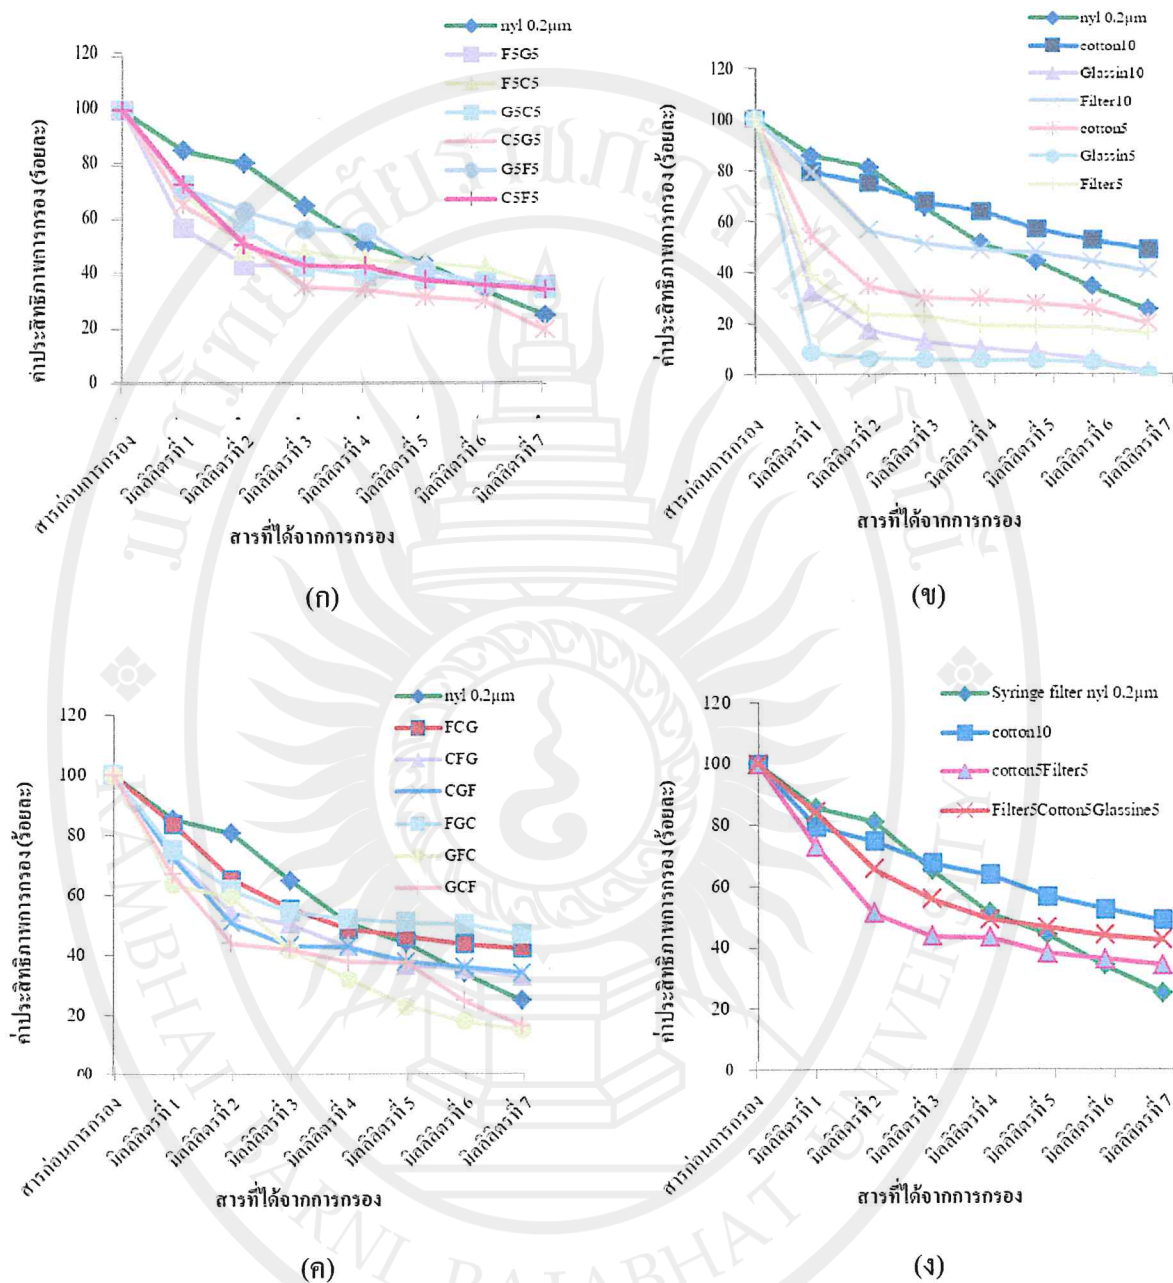 nyl 0.2µm
F5G5
F5C5
G5C5
C5G5
G5F5
C5F5
120
100
80
60
40
20
0
ค่าประสิทธิภาพการกรอง (ร้อยละ)
สารก่อนการกรอง
มิลลิลิตรที่1
มิลลิลิตรที่2
มิลลิลิตรที่3
มิลลิลิตรที่4
มิลลิลิตรที่5
มิลลิลิตรที่6
มิลลิลิตรที่7
สารที่ได้จากการกรอง
(ก)
nyl 0.2µm
cotton10
Glassin10
Filter10
cotton5
Glassin5
Filter5
120
100
80
60
40
20
0
ค่าประสิทธิภาพการกรอง (ร้อยละ)
สารก่อนการกรอง
มิลลิลิตรที่1
มิลลิลิตรที่2
มิลลิลิตรที่3
มิลลิลิตรที่4
มิลลิลิตรที่5
มิลลิลิตรที่6
มิลลิลิตรที่7
สารที่ได้จากการกรอง
(ข)
nyl 0.2µm
FCG
CFG
CGF
FGC
GFC
GCF
120
100
80
60
40
20
00
ค่าประสิทธิภาพการกรอง (ร้อยละ)
สารก่อนการกรอง
มิลลิลิตรที่1
มิลลิลิตรที่2
มิลลิลิตรที่3
มิลลิลิตรที่4
มิลลิลิตรที่5
มิลลิลิตรที่6
มิลลิลิตรที่7
สารที่ได้จากการกรอง
(ค)
Syringe filter nyl 0.2µm
cotton10
cotton5Filter5
Filter5Cotton5Glassine5
120
100
80
60
40
20
0
ค่าประสิทธิภาพการกรอง (ร้อยละ)
สารก่อนการกรอง
มิลลิลิตรที่1
มิลลิลิตรที่2
มิลลิลิตรที่3
มิลลิลิตรที่4
มิลลิลิตรที่5
มิลลิลิตรที่6
มิลลิลิตรที่7
สารที่ได้จากการกรอง
(ง)
RAMBHAI BARNI RAJABHAT UNIVERSITY